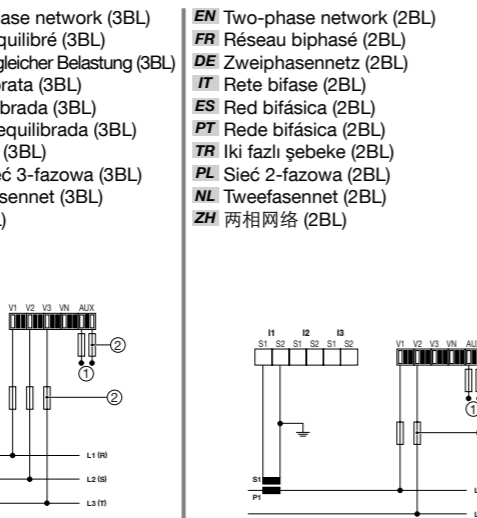 ase network (3BL)
quilibré (3BL)
gleicher Belastung (3BL)
brata (3BL)
brada (3BL)
equilibrada (3BL)
(3BL)
eć 3-fazowa (3BL)
sennet (3BL)
)
EN Two-phase network (2BL)
FR Réseau biphasé (2BL)
DE Zweiphasennetz (2BL)
IT Rete bifase (2BL)
ES Red bifásica (2BL)
PT Rede bifásica (2BL)
TR Iki fazlı şebeke (2BL)
PL Sieć 2-fazowa (2BL)
NL Tweefasennet (2BL)
ZH 两相网络 (2BL)
V1 V2 V3 VN AUX
2
1
2
L1 (R)
L2 (S)
L3 (T)
I1 I2 I3
S1 S2 S1 S2 S1 S2
V1 V2 V3 VN AU
1
S1
P1
L
L